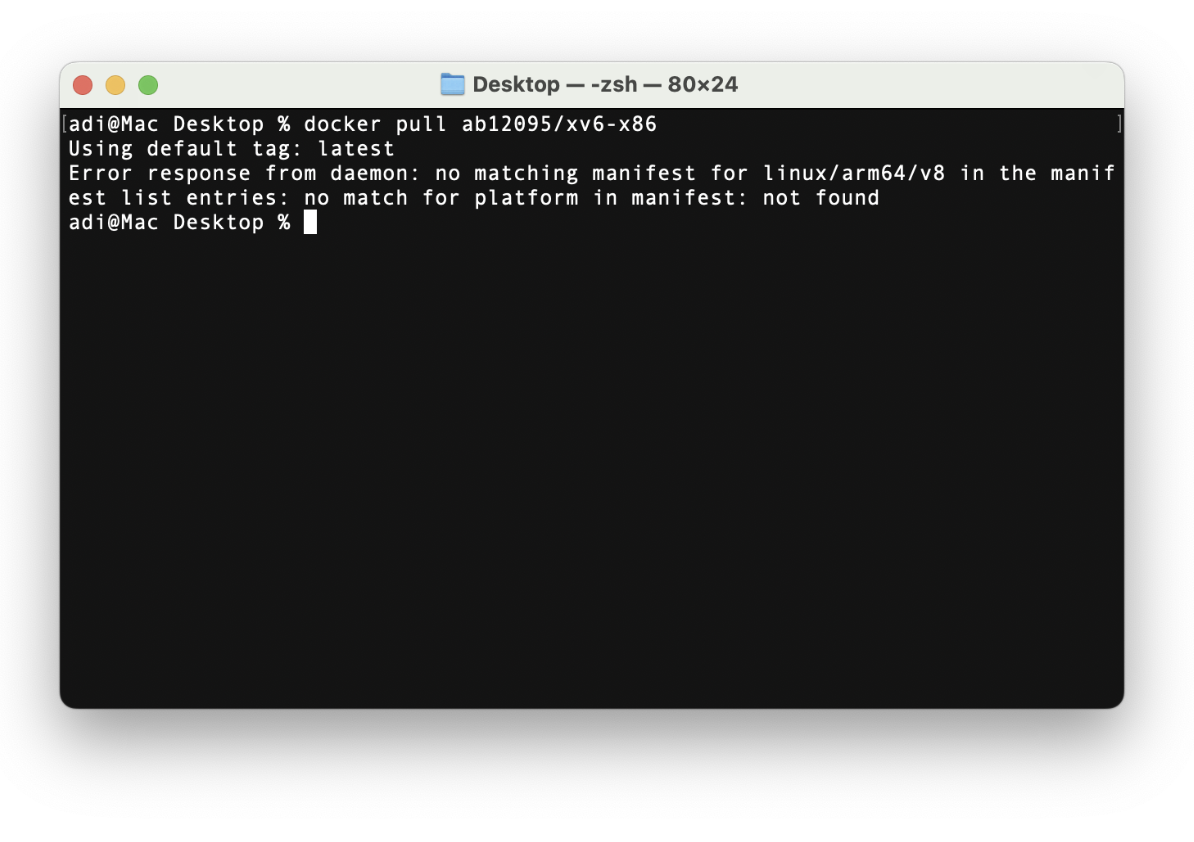 Desktop — -zsh — 80×24
[adi@Mac Desktop % docker pull ab12095/xv6-x86 ]
Using default tag: latest
Error response from daemon: no matching manifest for linux/arm64/v8 in the manif
est list entries: no match for platform in manifest: not found
adi@Mac Desktop %